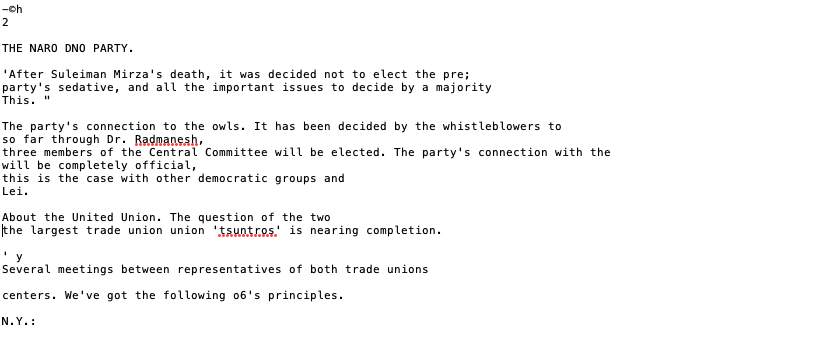 —©h
2
THE NARO DNO PARTY.
'After Suleiman Mirza's death, it was decided not to elect the pre;
party's sedative, and all the important issues to decide by a majority
This. "
The party's connection to the owls. It has been decided by the whistleblowers to
so far through Dr. Radmanesh,
three members of the Central Committee will be elected. The party's connection with the
will be completely official,
this is the case with other democratic groups and
Lei.
About the United Union. The question of the two
the largest trade union union 'tsuntros' is nearing completion.
' y
Several meetings between representatives of both trade unions
centers. We've got the following o6's principles.
N.Y.: